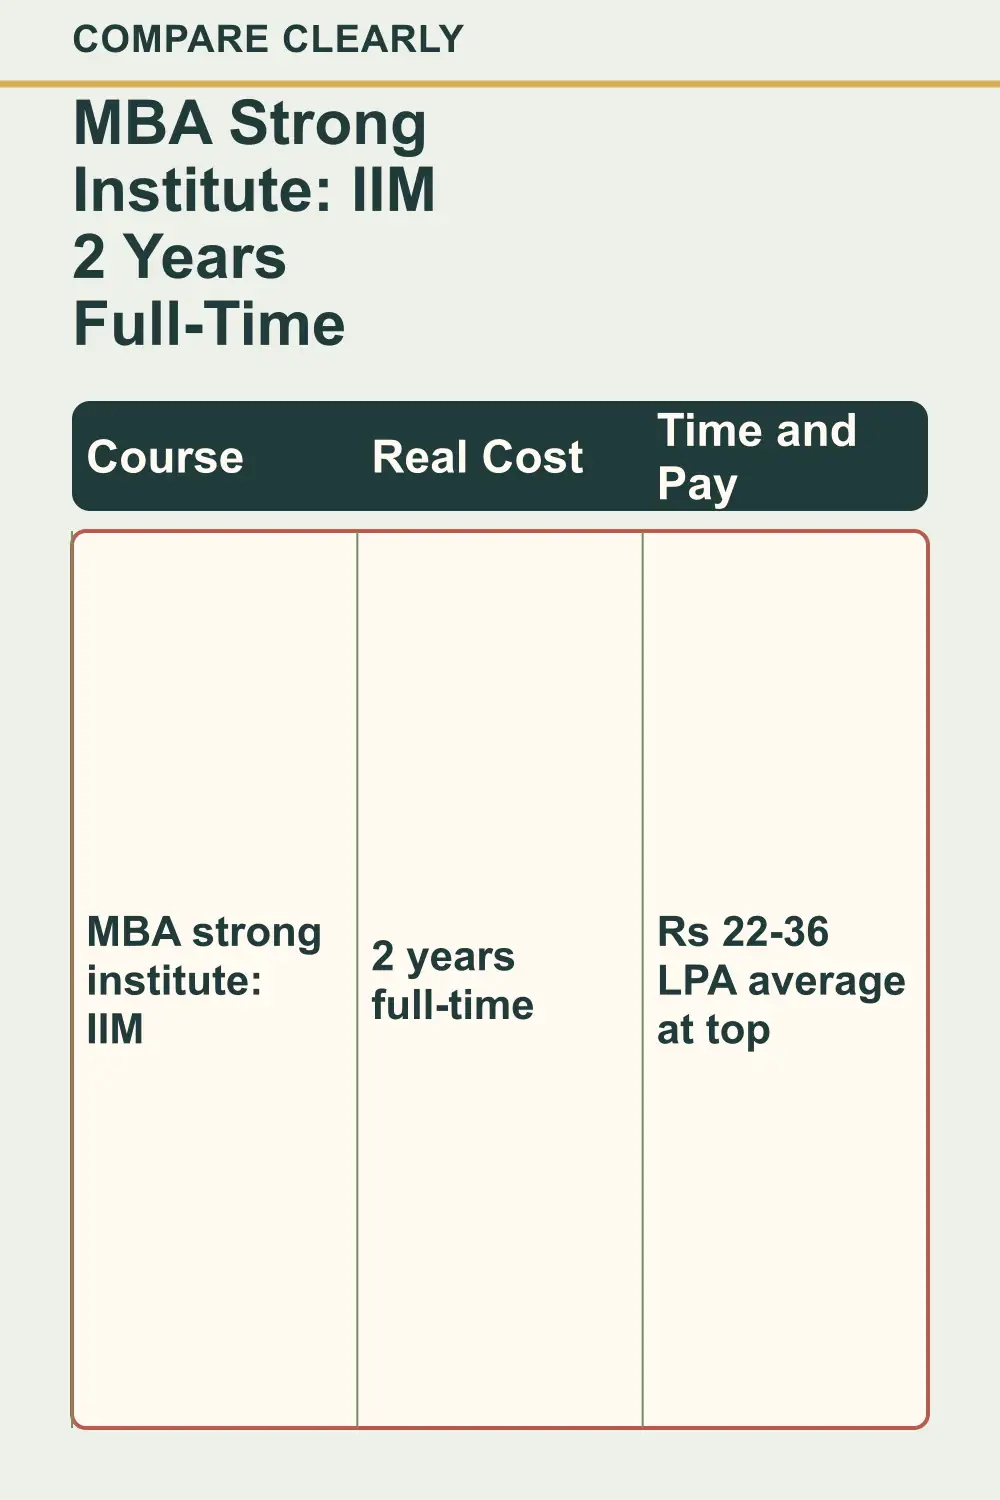 COMPARE CLEARLY
MBA Strong
Institute: IIM
2 Years
Full-Time
Course
Real Cost
Time and
Pay
MBA strong
institute:
IIM
2 years
full-time
Rs 22-36
LPA average
at top